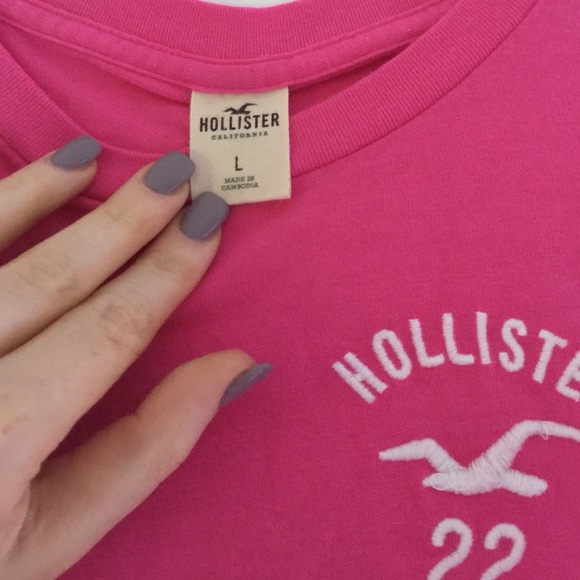 HOLLISTER
CALIFORNIA
L
MADE IN
CAMBODIA
HOLLISTE
22